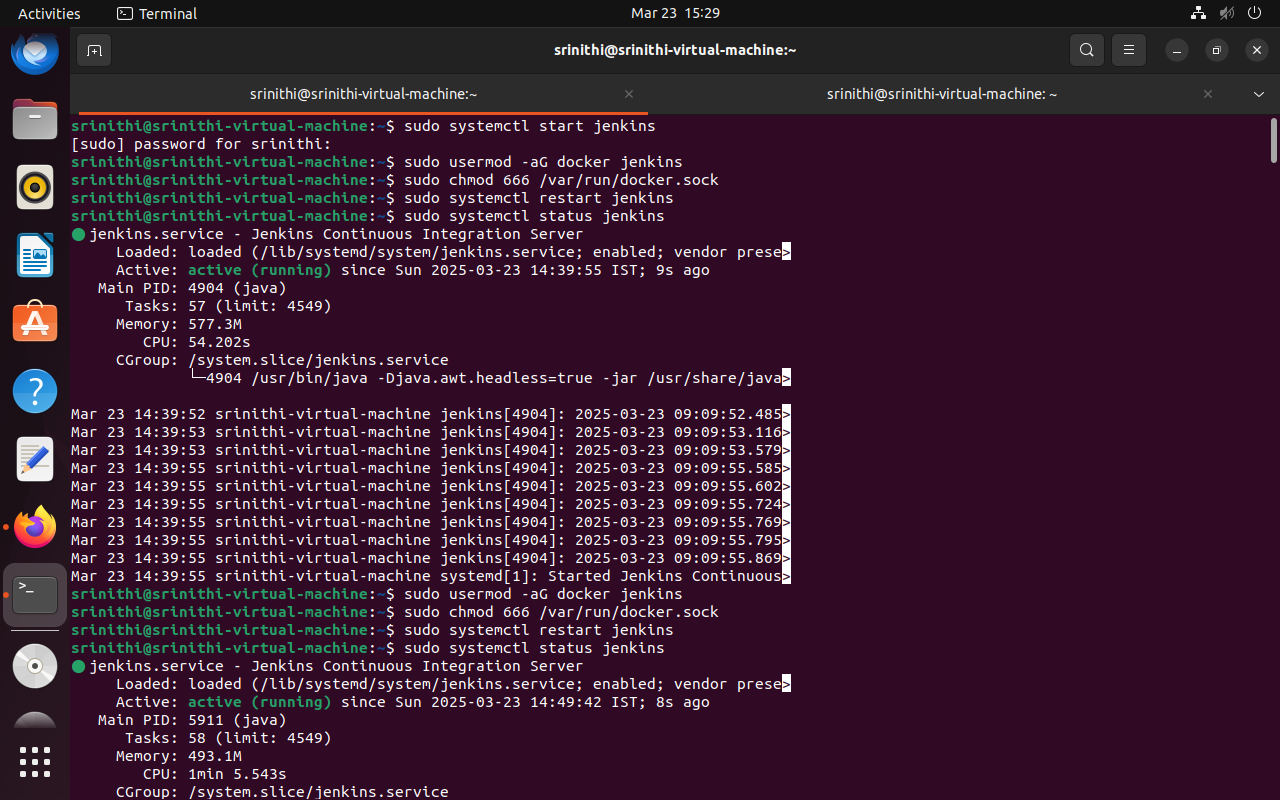 Activities Terminal Mar 23 15:29
srinithi@srinithi-virtual-machine:~
srinithi@srinithi-virtual-machine:~ srinithi@srinithi-virtual-machine: ~
srinithi@srinithi-virtual-machine:~$ sudo systemctl start jenkins
[sudo] password for srinithi:
srinithi@srinithi-virtual-machine:~$ sudo usermod -aG docker jenkins
srinithi@srinithi-virtual-machine:~$ sudo chmod 666 /var/run/docker.sock
srinithi@srinithi-virtual-machine:~$ sudo systemctl restart jenkins
srinithi@srinithi-virtual-machine:~$ sudo systemctl status jenkins
● jenkins.service - Jenkins Continuous Integration Server
Loaded: loaded (/lib/systemd/system/jenkins.service; enabled; vendor prese>
Active: active (running) since Sun 2025-03-23 14:39:55 IST; 9s ago
Main PID: 4904 (java)
Tasks: 57 (limit: 4549)
Memory: 577.3M
CPU: 54.202s
CGroup: /system.slice/jenkins.service
└─4904 /usr/bin/java -Djava.awt.headless=true -jar /usr/share/java>
Mar 23 14:39:52 srinithi-virtual-machine jenkins[4904]: 2025-03-23 09:09:52.485>
Mar 23 14:39:53 srinithi-virtual-machine jenkins[4904]: 2025-03-23 09:09:53.116>
Mar 23 14:39:53 srinithi-virtual-machine jenkins[4904]: 2025-03-23 09:09:53.579>
Mar 23 14:39:55 srinithi-virtual-machine jenkins[4904]: 2025-03-23 09:09:55.585>
Mar 23 14:39:55 srinithi-virtual-machine jenkins[4904]: 2025-03-23 09:09:55.602>
Mar 23 14:39:55 srinithi-virtual-machine jenkins[4904]: 2025-03-23 09:09:55.724>
Mar 23 14:39:55 srinithi-virtual-machine jenkins[4904]: 2025-03-23 09:09:55.769>
Mar 23 14:39:55 srinithi-virtual-machine jenkins[4904]: 2025-03-23 09:09:55.795>
Mar 23 14:39:55 srinithi-virtual-machine jenkins[4904]: 2025-03-23 09:09:55.869>
Mar 23 14:39:55 srinithi-virtual-machine systemd[1]: Started Jenkins Continuous>
srinithi@srinithi-virtual-machine:~$ sudo usermod -aG docker jenkins
srinithi@srinithi-virtual-machine:~$ sudo chmod 666 /var/run/docker.sock
srinithi@srinithi-virtual-machine:~$ sudo systemctl restart jenkins
srinithi@srinithi-virtual-machine:~$ sudo systemctl status jenkins
● jenkins.service - Jenkins Continuous Integration Server
Loaded: loaded (/lib/systemd/system/jenkins.service; enabled; vendor prese>
Active: active (running) since Sun 2025-03-23 14:49:42 IST; 8s ago
Main PID: 5911 (java)
Tasks: 58 (limit: 4549)
Memory: 493.1M
CPU: 1min 5.543s
CGroup: /system.slice/jenkins.service